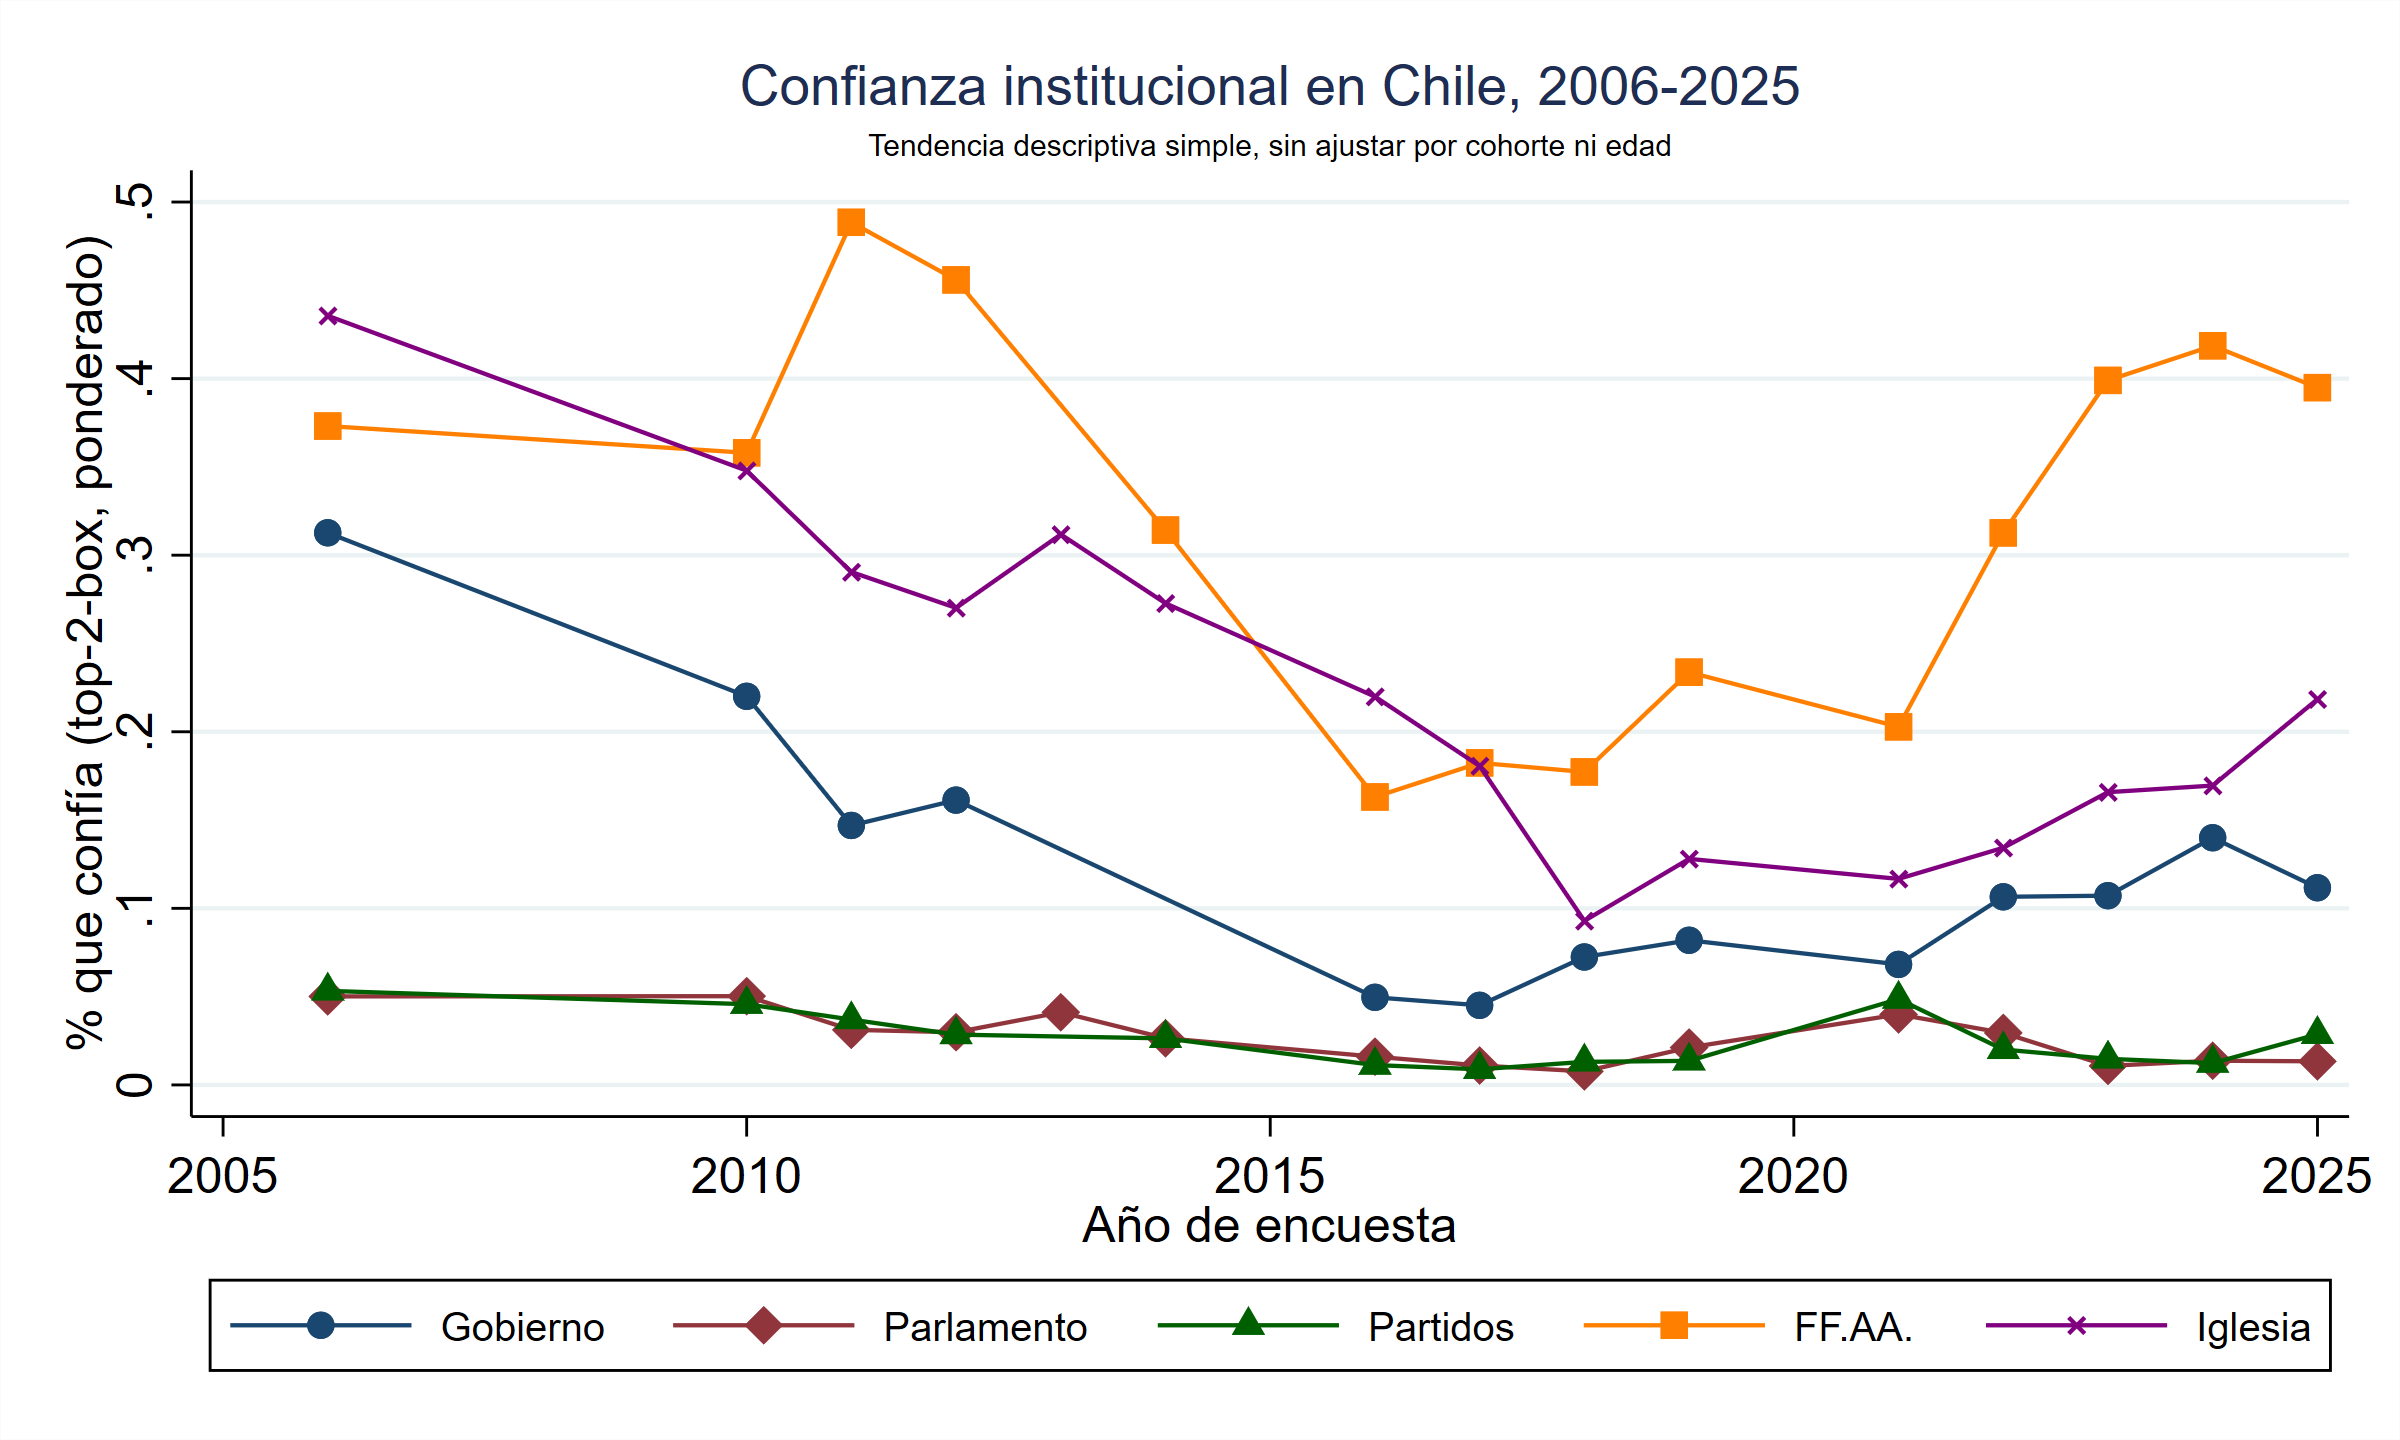 Confianza institucional en Chile, 2006-2025
Tendencia descriptiva simple, sin ajustar por cohorte ni edad
% que confía (top-2-box, ponderado)
.5
.4
.3
.2
.1
0
2005 2010 2015 2020 2025
Año de encuesta
Gobierno Parlamento Partidos FF.AA. Iglesia